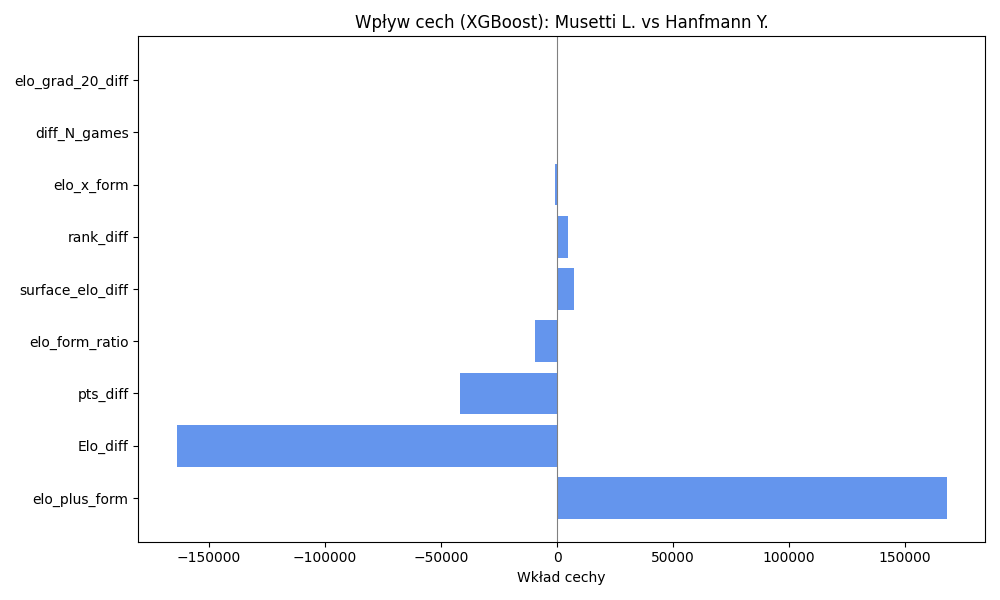 Wpływ cech (XGBoost): Musetti L. vs Hanfmann Y.
elo_grad_20_diff
diff_N_games
elo_x_form
rank_diff
surface_elo_diff
elo_form_ratio
pts_diff
Elo_diff
elo_plus_form
−150000 −100000 −50000 0 50000 100000 150000
Wkład cechy